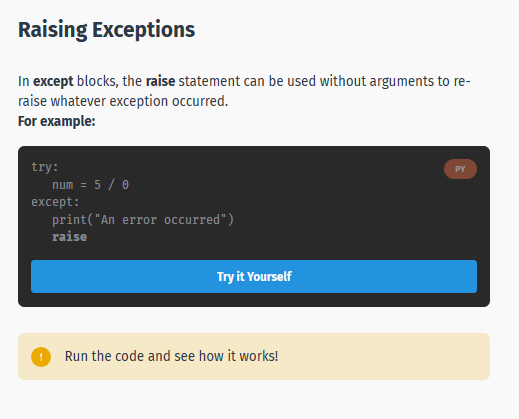 Raising Exceptions
In except blocks, the raise statement can be used without arguments to re-
raise whatever exception occurred.
For example:
PY
try:
   num = 5 / 0
except:
   print("An error occurred")
   raise
Try it Yourself
! Run the code and see how it works!